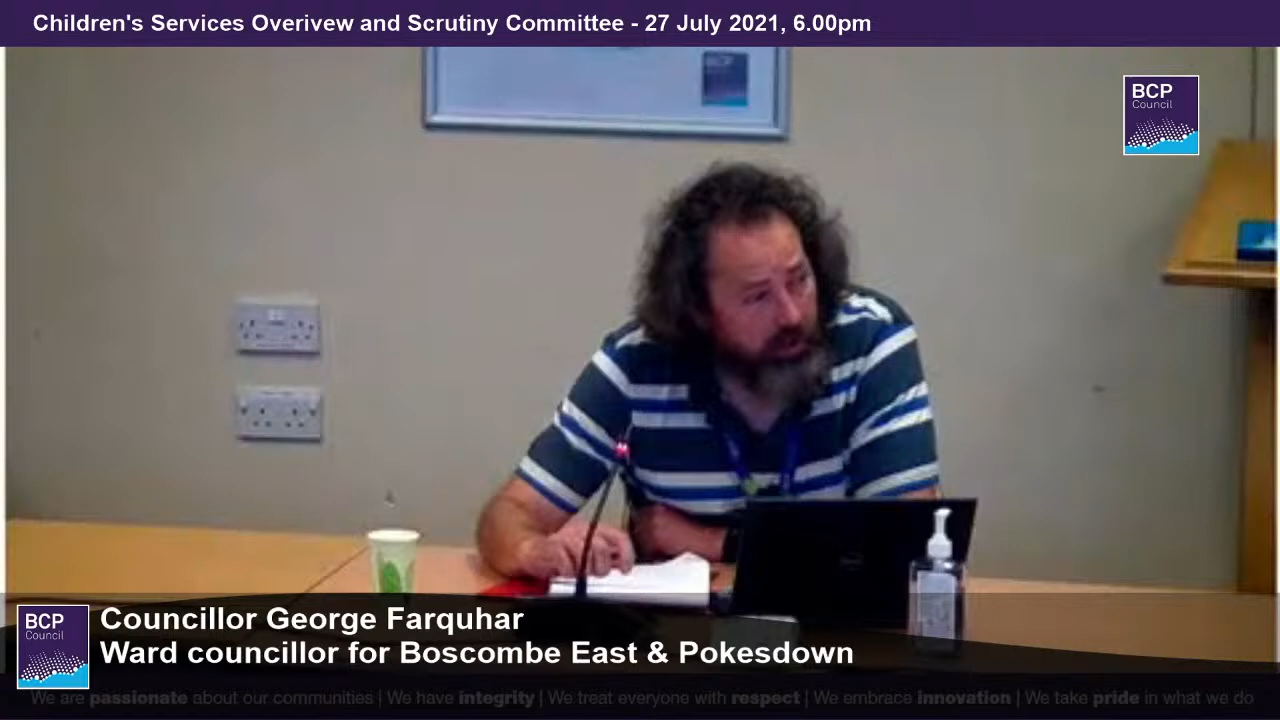 Children's Services Overivew and Scrutiny Committee - 27 July 2021, 6.00pm
BCP
BCP
Council
BCP
Council
Councillor George Farquhar
Ward councillor for Boscombe East & Pokesdown
We are passionate about our communities | We have integrity | We treat everyone with respect | We embrace innovation | We take pride in what we do